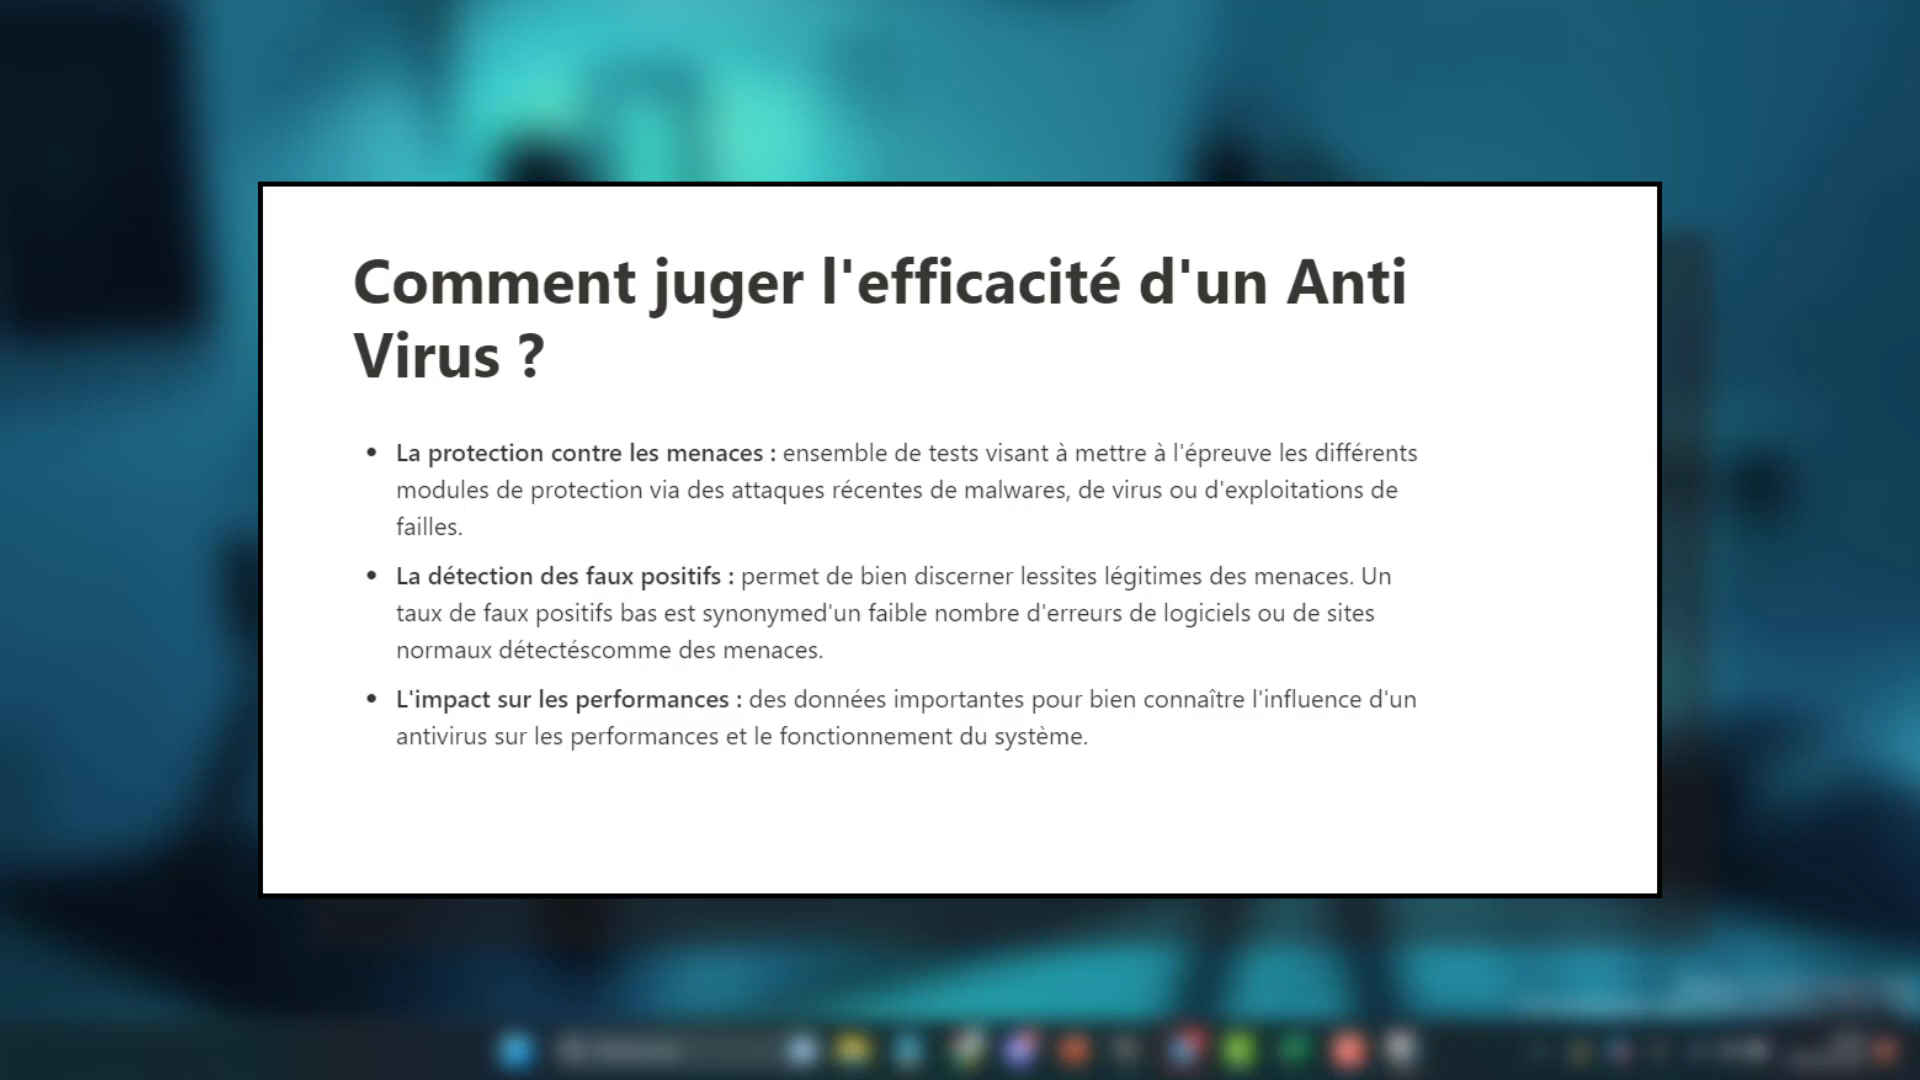 Comment juger l'efficacité d'un Anti
Virus ?
• La protection contre les menaces : ensemble de tests visant à mettre à l'épreuve les différents
modules de protection via des attaques récentes de malwares, de virus ou d'exploitations de
failles.
• La détection des faux positifs : permet de bien discerner lessites légitimes des menaces. Un
taux de faux positifs bas est synonymed'un faible nombre d'erreurs de logiciels ou de sites
normaux détectéscomme des menaces.
• L'impact sur les performances : des données importantes pour bien connaître l'influence d'un
antivirus sur les performances et le fonctionnement du système.